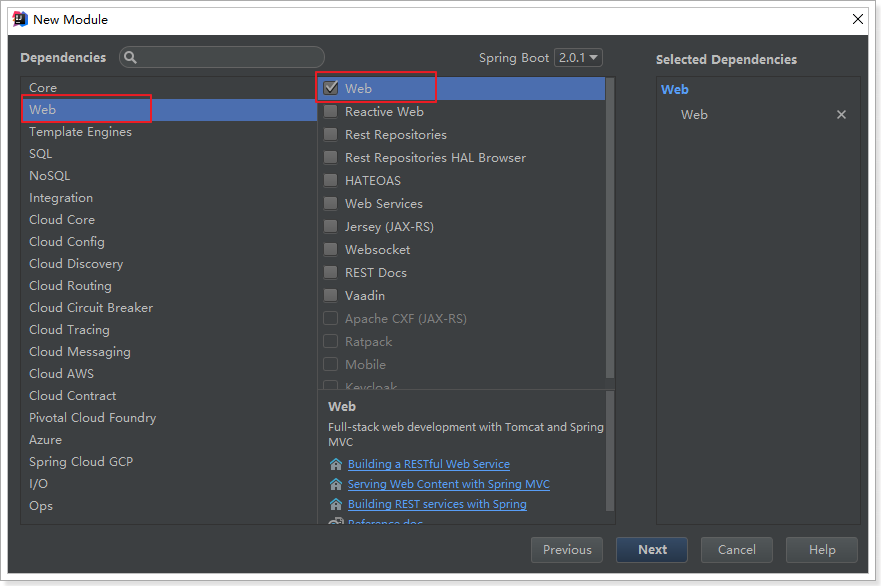 New Module
Dependencies
Spring Boot 2.0.1
Selected Dependencies
Core
Web
Template Engines
SQL
NoSQL
Integration
Cloud Core
Cloud Config
Cloud Discovery
Cloud Routing
Cloud Circuit Breaker
Cloud Tracing
Cloud Messaging
Cloud AWS
Cloud Contract
Pivotal Cloud Foundry
Azure
Spring Cloud GCP
I/O
Ops
Web
Reactive Web
Rest Repositories
Rest Repositories HAL Browser
HATEOAS
Web Services
Jersey (JAX-RS)
Websocket
REST Docs
Vaadin
Apache CXF (JAX-RS)
Ratpack
Mobile
Keycloak
Web
Full-stack web development with Tomcat and Spring
MVC
Building a RESTful Web Service
Serving Web Content with Spring MVC
Building REST services with Spring
Reference doc
Web
Web
Previous
Next
Cancel
Help